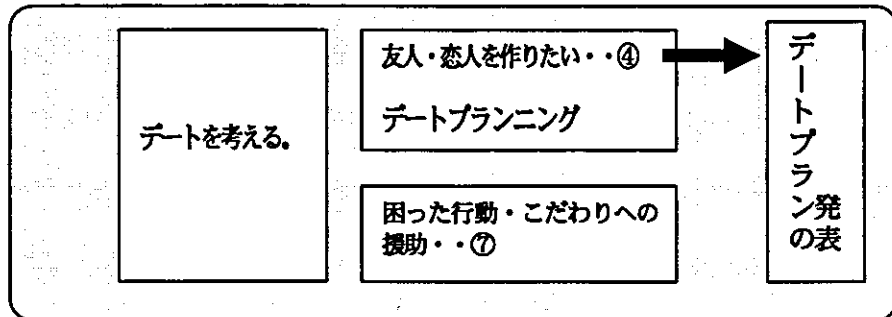 デートを考える。
友人・恋人を作りたい・・④
デートプランニング
困った行動・こだわりへの
援助・・⑦
デートプラン発
の表